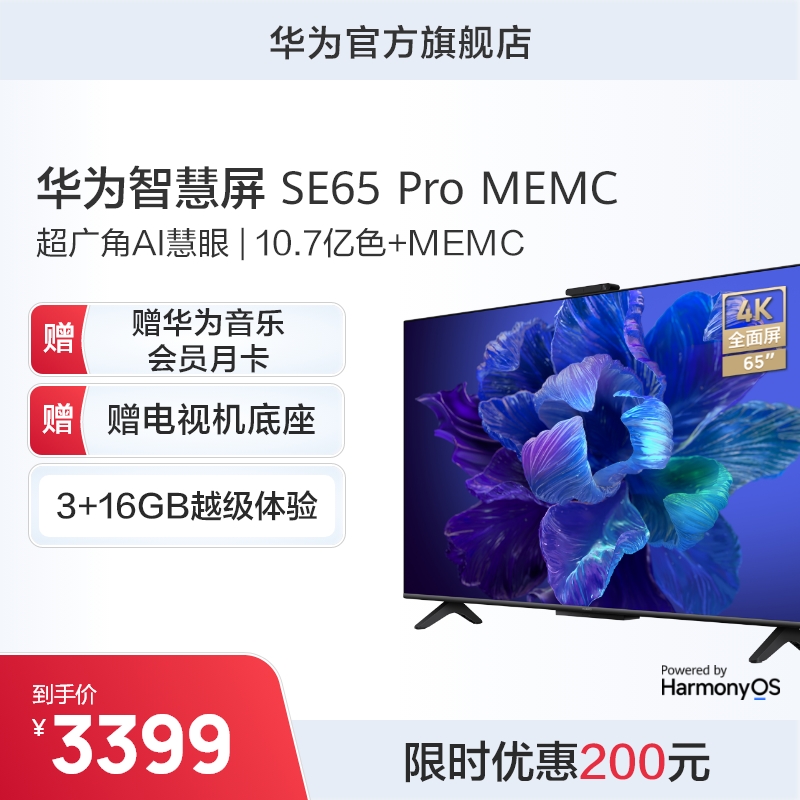 华为官方旗舰店
华为智慧屏 SE65 Pro MEMC
超广角AI慧眼|10.7亿色+MEMC
赠
赠华为音乐
会员月卡
赠
赠电视机底座
3+16GB越级体验
4K
全面屏
65”
Powered by
HarmonyOS
到手价
¥3399
限时优惠200元